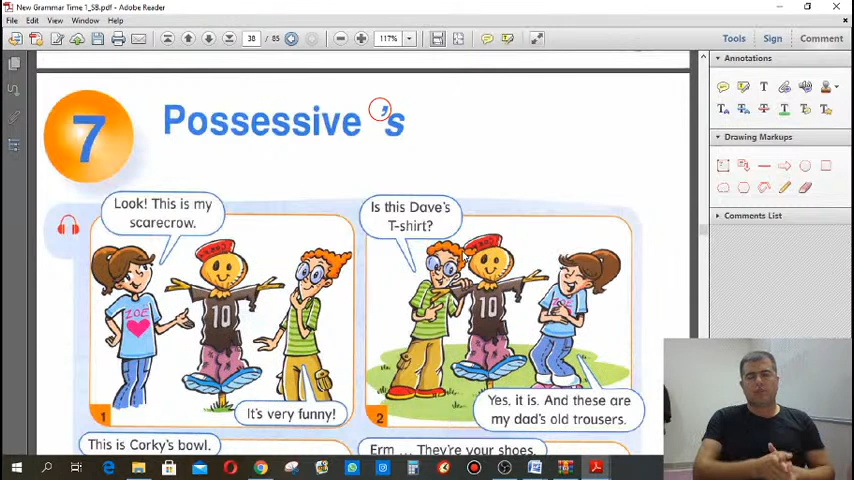 New Grammar Time 1_SB.pdf - Adobe Reader
File Edit View Window Help
38 / 85
117%
Tools Sign Comment
Annotations
Drawing Markups
Comments List
7 Possessive 's
Look! This is my
scarecrow.
Is this Dave's
T-shirt?
ZOE
10
10
ZOE
It's very funny!
Yes, it is. And these are
my dad's old trousers.
1
2
This is Corky's bowl.
Erm ... They're your shoes.